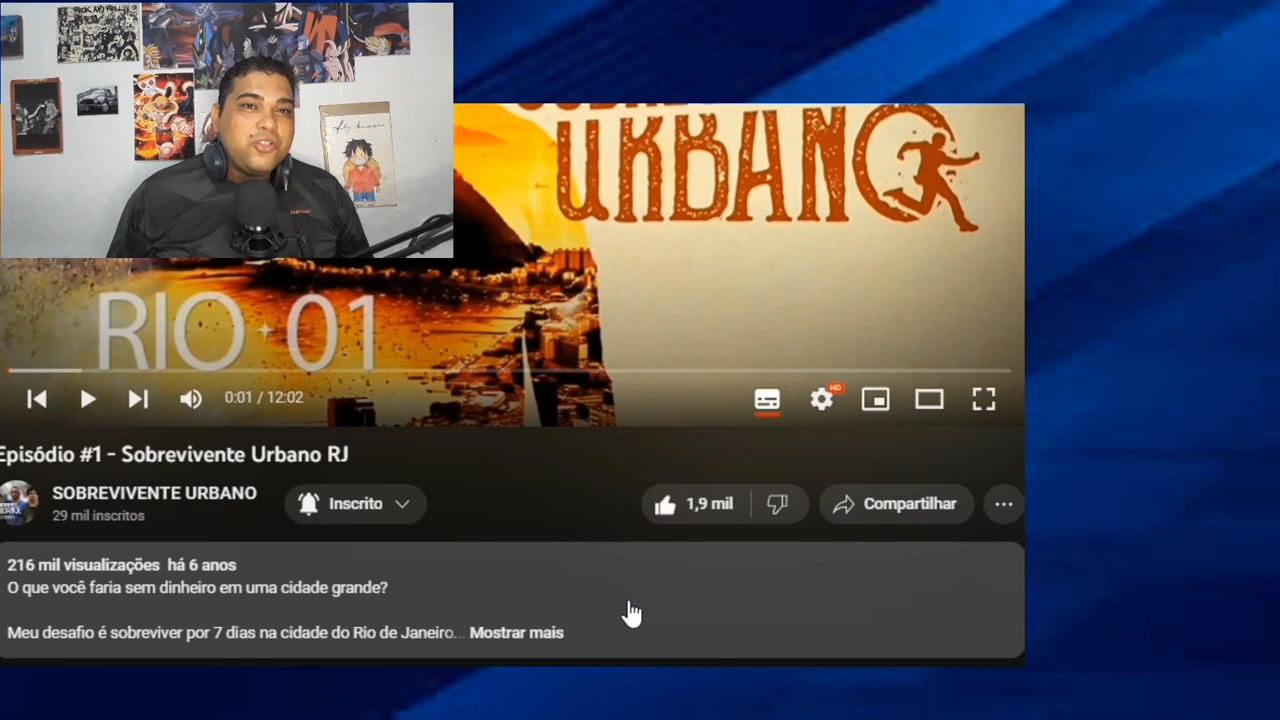 URBANO
RIO 01
0:01 / 12:02
HD
Episódio #1 - Sobrevivente Urbano RJ
SOBREVIVENTE URBANO
29 mil inscritos
Inscrito
1,9 mil
Compartilhar
216 mil visualizações há 6 anos
O que você faria sem dinheiro em uma cidade grande?
Meu desafio é sobreviver por 7 dias na cidade do Rio de Janeiro... Mostrar mais